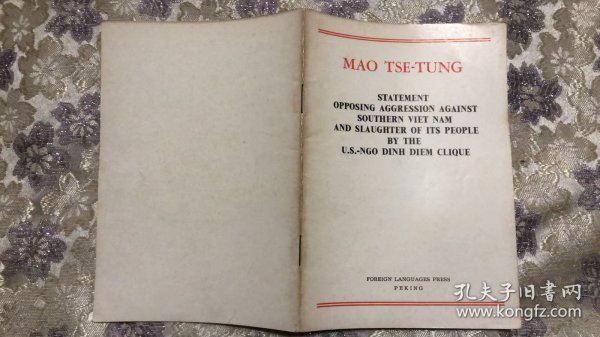 MAO TSE-TUNG
STATEMENT
OPPOSING AGGRESSION AGAINST
SOUTHERN VIET NAM
AND SLAUGHTER OF ITS PEOPLE
BY THE
U.S.-NGO DINH DIEM CLIQUE
FOREIGN LANGUAGES PRESS
PEKING
孔夫子旧书网
www.kongfz.com